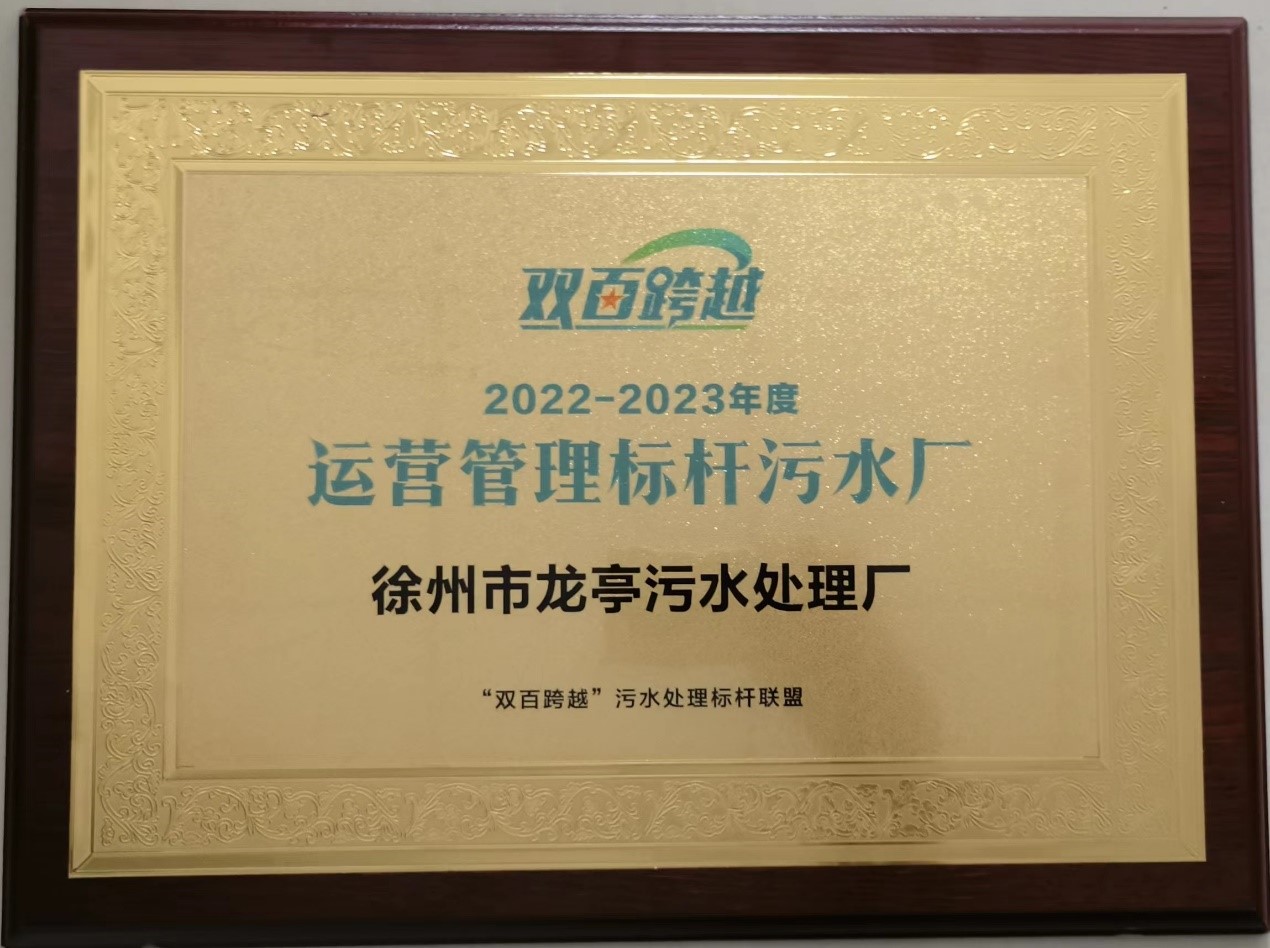 双百跨越
2022-2023年度
运营管理标杆污水厂
徐州市龙亭污水处理厂
“双百跨越”污水处理标杆联盟